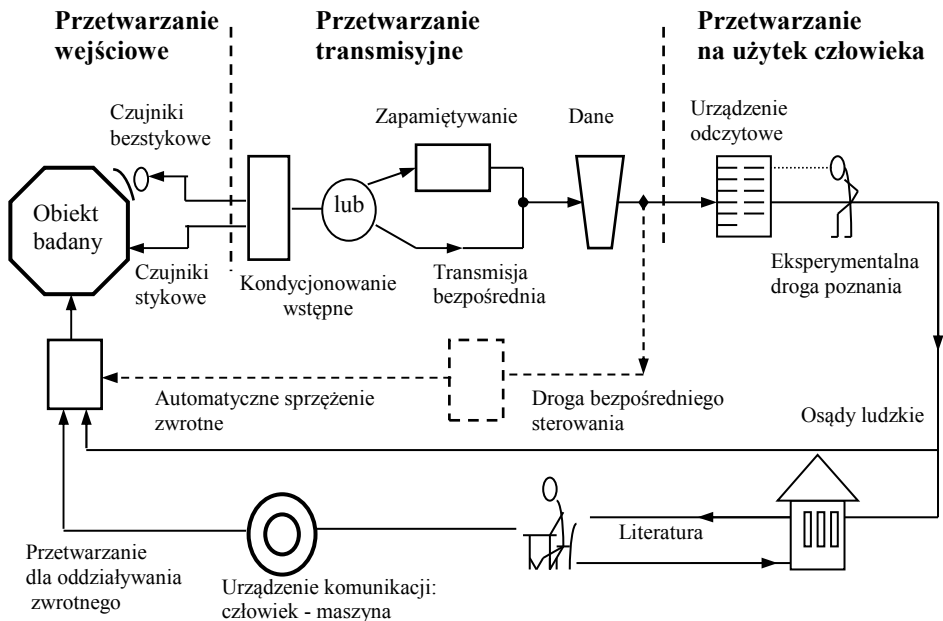 Przetwarzanie
wejściowe
Przetwarzanie
transmisyjne
Przetwarzanie
na użytek człowieka
Czujniki
bezstykowe
Zapamiętywanie
Dane
Urządzenie
odczytowe
Obiekt
badany
lub
Czujniki
stykowe
Kondycjonowanie
wstępne
Transmisja
bezpośrednia
Eksperymentalna
droga poznania
Automatyczne sprzężenie
zwrotne
Droga bezpośredniego
sterowania
Osądy ludzkie
Literatura
Przetwarzanie
dla oddziaływania
zwrotnego
Urządzenie komunikacji:
człowiek - maszyna